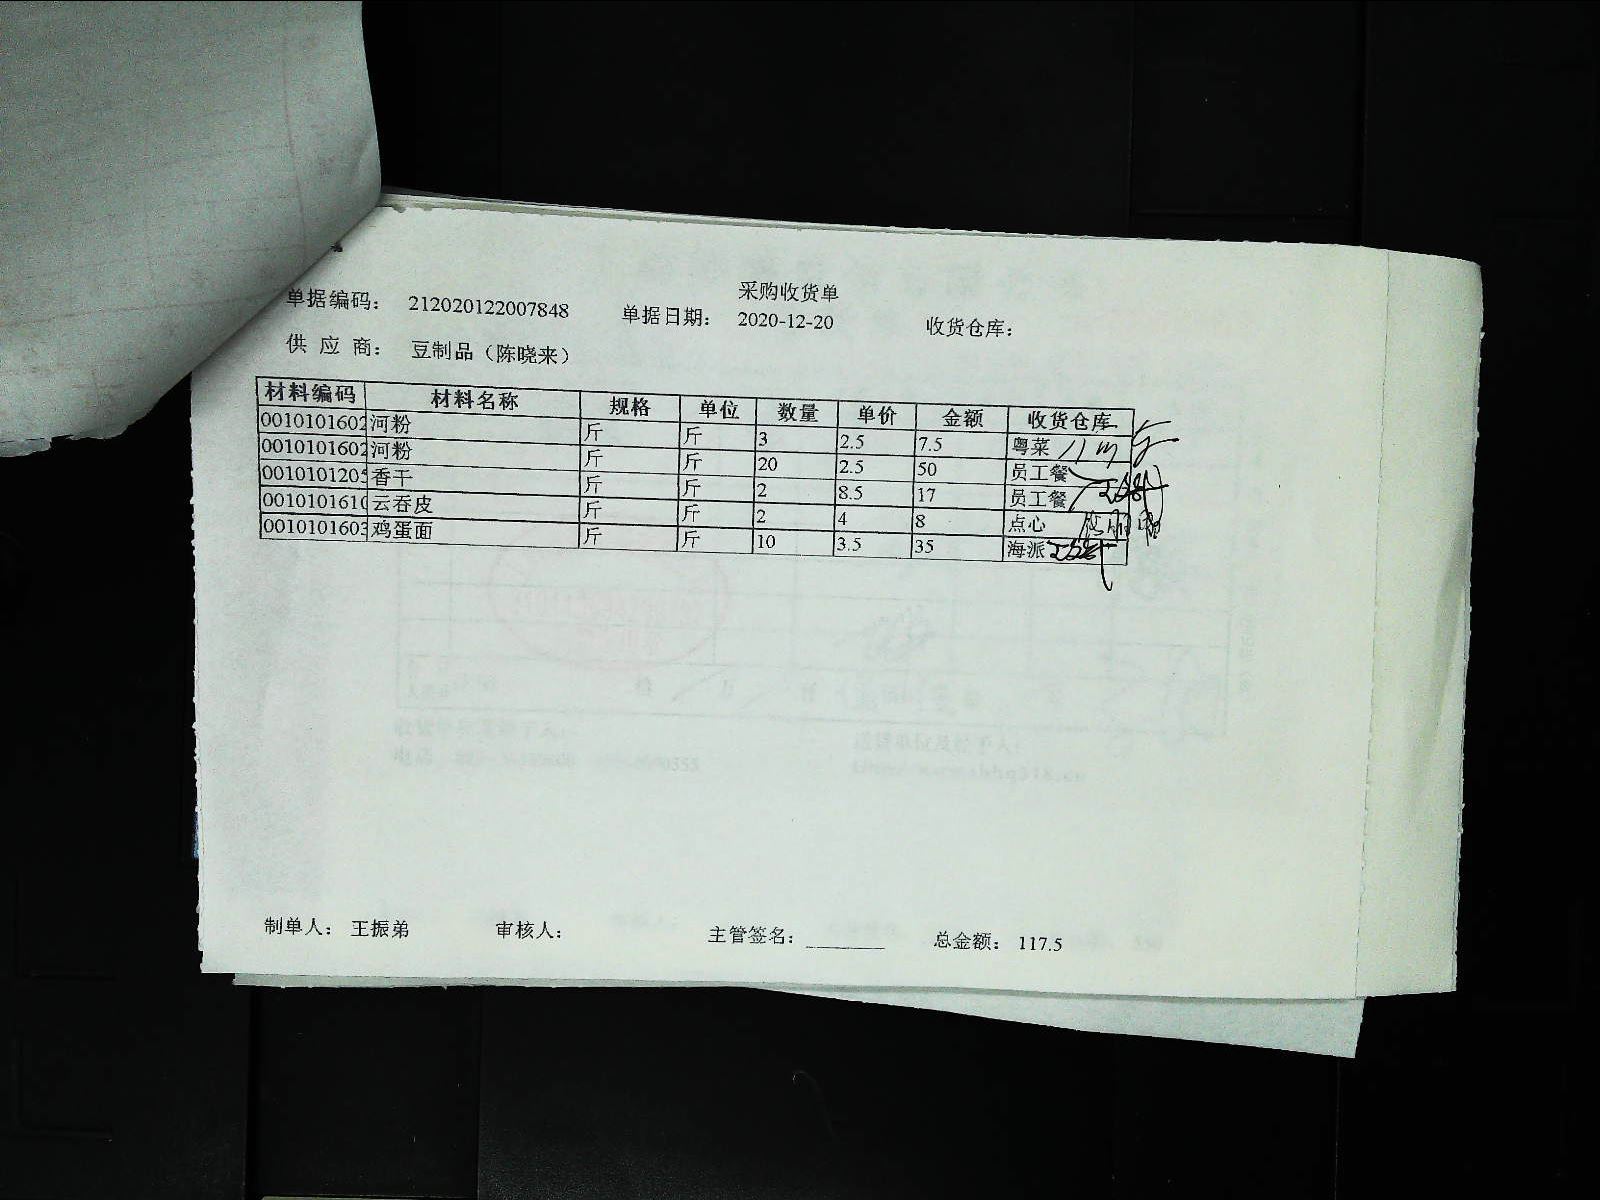 采购收货单
单据编码： 212020122007848 单据日期： 2020-12-20 收货仓库：
供 应 商： 豆制品（陈晓来）
材料编码 材料名称 规格 单位 数量 单价 金额 收货仓库
0010101602 河粉 斤 斤 3 2.5 7.5 粤菜
0010101602 河粉 斤 斤 20 2.5 50 员工餐
0010101205 香干 斤 斤 2 8.5 17 员工餐
0010101610 云吞皮 斤 斤 2 4 8 点心
0010101603 鸡蛋面 斤 斤 10 3.5 35 海派
制单人： 王振弟 审核人： 主管签名： 总金额： 117.5